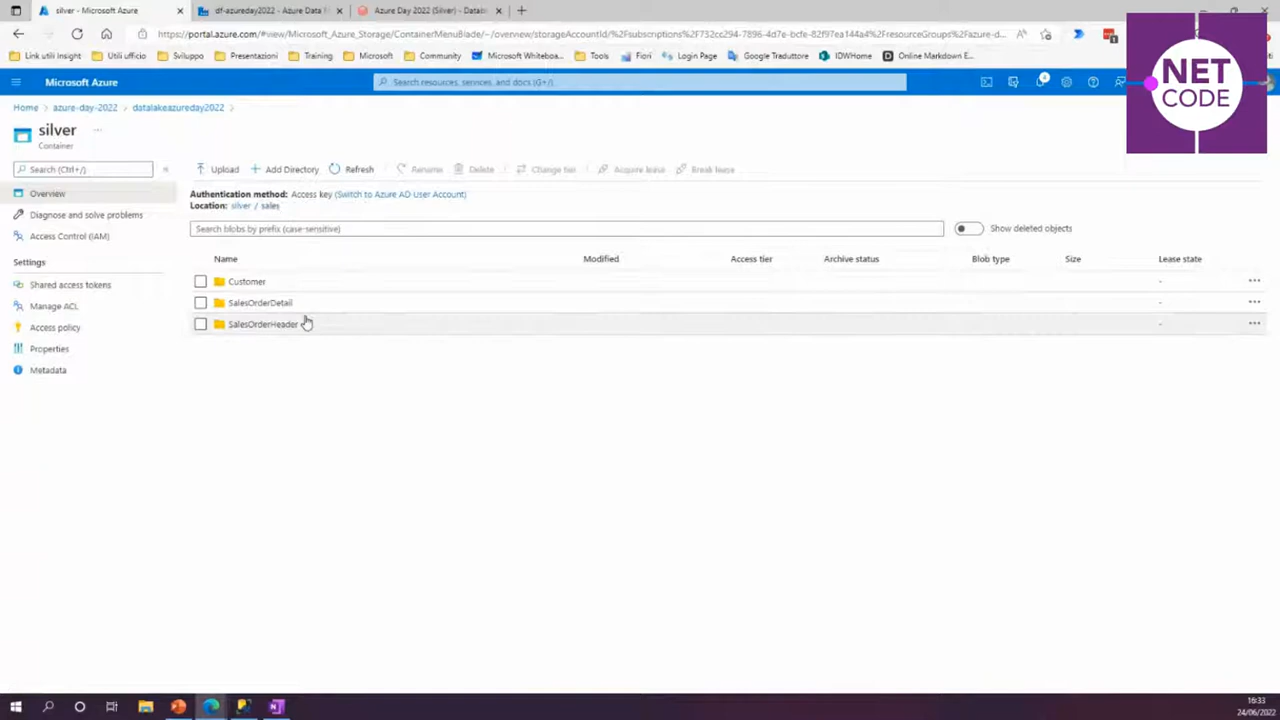 silver - Microsoft Azure
df-azureday2022 - Azure Data
Azure Day 2022 (Silver) - Datab
https://portal.azure.com/#view/Microsoft_Azure_Storage/ContainerMenuBlade/~/overview/storageAccountId/%2Fsubscriptions%2F732cc294-7896-4d7e-bcfe-82f97ea144a4%2FresourceGroups%2Fazure-d...
Link utili Insight
Utili ufficio
Sviluppo
Presentazioni
Training
Microsoft
Community
Microsoft Whiteboa...
Tools
Fiori
Login Page
Google Traduttore
IDWHome
Online Markdown E...
Microsoft Azure
Search resources, services, and docs (G+/)
4
NET
CODE
Home > azure-day-2022 > datalakeazureday2022 >
silver ...
Container
Search (Ctrl+/)
«
Upload
Add Directory
Refresh
Rename
Delete
Change tier
Acquire lease
Break lease
Overview
Diagnose and solve problems
Access Control (IAM)
Settings
Shared access tokens
Manage ACL
Access policy
Properties
Metadata
Authentication method: Access key (Switch to Azure AD User Account)
Location: silver / sales
Search blobs by prefix (case-sensitive)
Show deleted objects
Name Modified Access tier Archive status Blob type Size Lease state
Customer - ...
SalesOrderDetail - ...
SalesOrderHeader - ...
16:33
24/06/2022